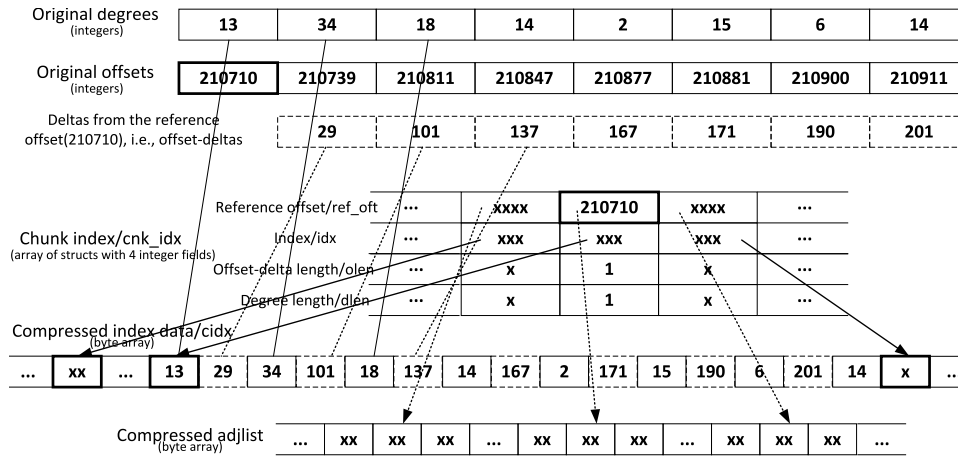 Original degrees 13 34 18 14 2 15 6 14
(integers)
Original offsets 210710 210739 210811 210847 210877 210881 210900 210911
(integers)
Deltas from the reference
offset(210710), i.e., offset-deltas 29 101 137 167 171 190 201
Reference offset/ref_oft ... xxxx 210710 xxxx ...
Chunk index/cnk_idx Index/idx ... xxx xxx xxx ...
(array of structs with 4 integer fields)
Offset-delta length/olen ... x 1 x ...
Degree length/dlen ... x 1 x ...
Compressed index data/cidx
(byte array)
... xx ... 13 29 34 101 18 137 14 167 2 171 15 190 6 201 14 x ..
Compressed adjlist ... xx xx xx ... xx xx xx ... xx xx xx ...
(byte array)